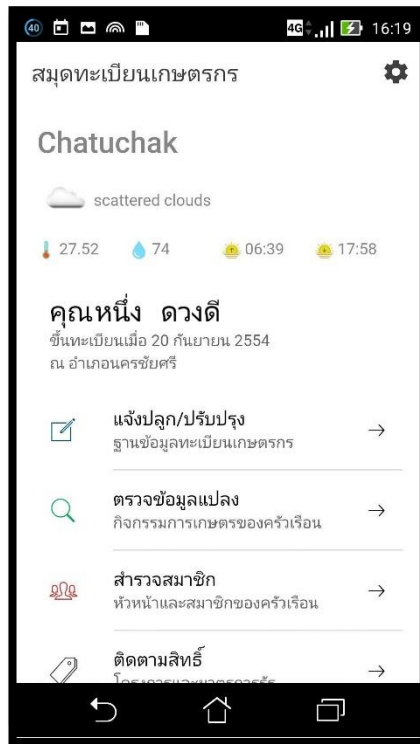 40 4G 16:19
สมุดทะเบียนเกษตรกร
Chatuchak
scattered clouds
27.52 74 06:39 17:58
คุณหนึ่ง ดวงดี
ขึ้นทะเบียนเมื่อ 20 กันยายน 2554
ณ อำเภอนครชัยศรี
แจ้งปลูก/ปรับปรุง
ฐานข้อมูลทะเบียนเกษตรกร
ตรวจข้อมูลแปลง
กิจกรรมการเกษตรของครัวเรือน
สำรวจสมาชิก
หัวหน้าและสมาชิกของครัวเรือน
ติดตามสิทธิ์